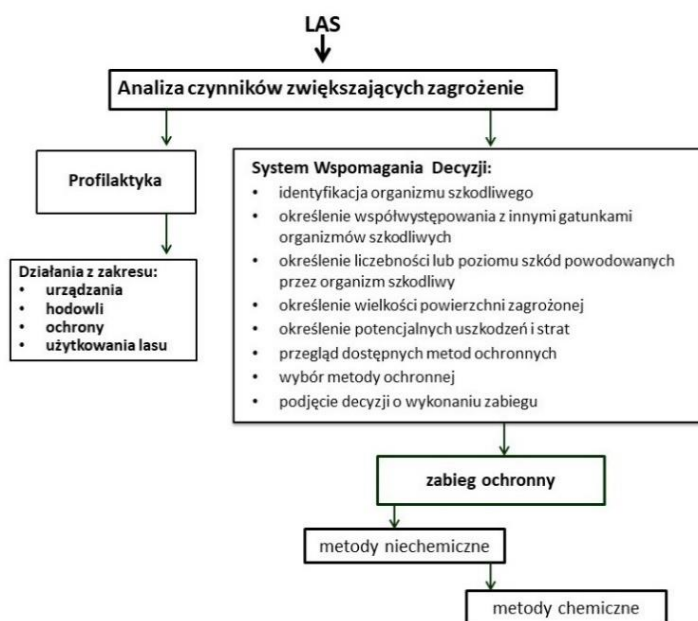 LAS
Analiza czynników zwiększających zagrożenie
Profilaktyka
Działania z zakresu:
• urządzania
• hodowli
• ochrony
• użytkowania lasu
System Wspomagania Decyzji:
• identyfikacja organizmu szkodliwego
• określenie współwystępowania z innymi gatunkami
organizmów szkodliwych
• określenie liczebności lub poziomu szkód powodowanych
przez organizm szkodliwy
• określenie wielkości powierzchni zagrożonej
• określenie potencjalnych uszkodzeń i strat
• przegląd dostępnych metod ochronnych
• wybór metody ochronnej
• podjęcie decyzji o wykonaniu zabiegu
zabieg ochronny
metody niechemiczne
metody chemiczne